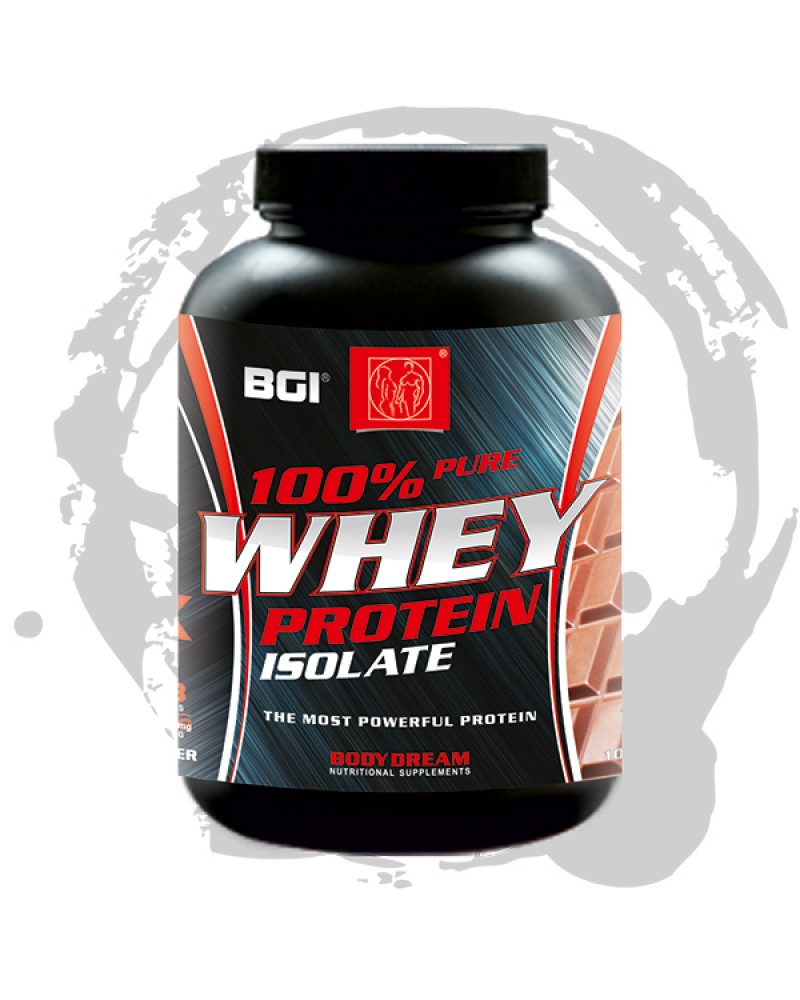 BGI®
®
100% PURE
WHEY
PROTEIN
ISOLATE
THE MOST POWERFUL PROTEIN
BODY DREAM
NUTRITIONAL SUPPLEMENTS